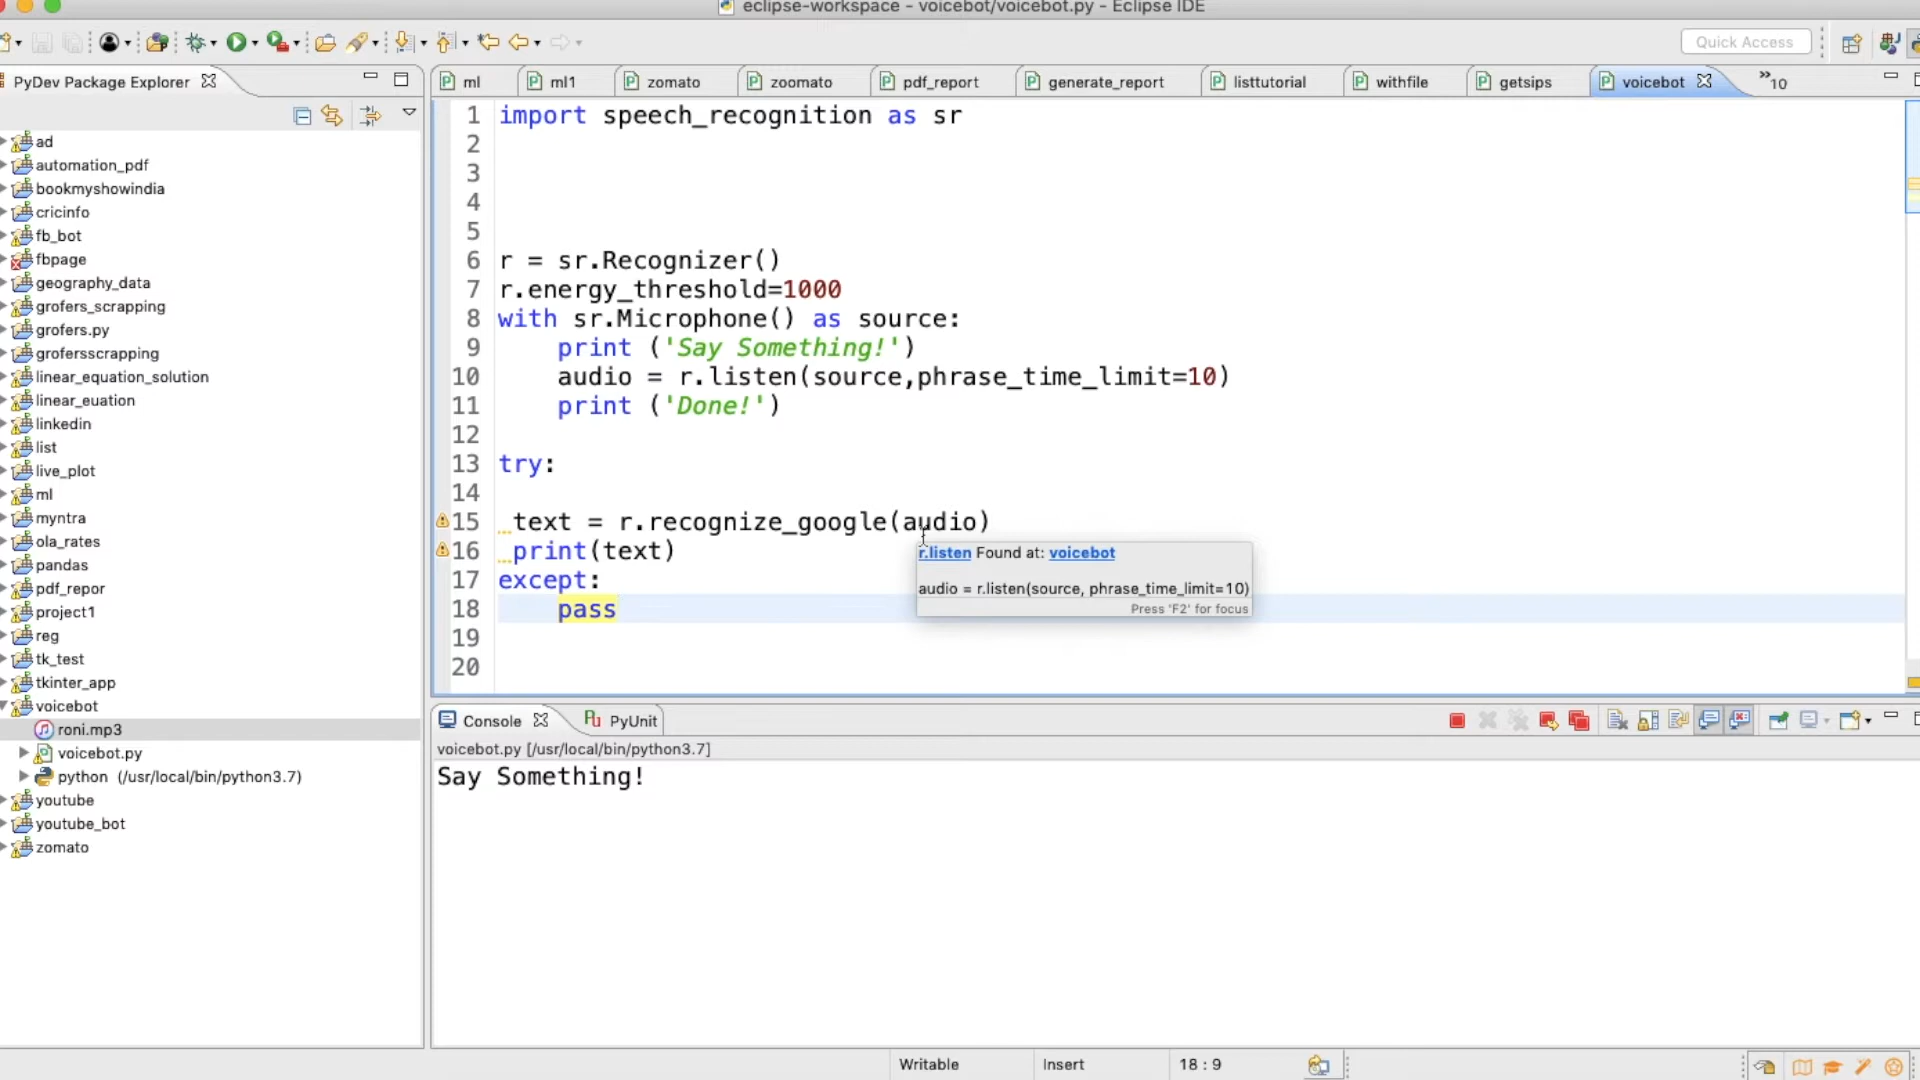 eclipse-workspace - voicebot/voicebot.py - Eclipse IDE
Quick Access
PyDev Package Explorer
ml
ml1
zomato
zoomato
pdf_report
generate_report
listtutorial
withfile
getsips
voicebot
»10
ad
automation_pdf
bookmyshowindia
cricinfo
fb_bot
fbpage
geography_data
grofers_scrapping
grofers.py
grofersscrapping
linear_equation_solution
linear_euation
linkedin
list
live_plot
ml
myntra
ola_rates
pandas
pdf_repor
project1
reg
tk_test
tkinter_app
voicebot
roni.mp3
voicebot.py
python (/usr/local/bin/python3.7)
youtube
youtube_bot
zomato
1 import speech_recognition as sr
2
3
4
5
6 r = sr.Recognizer()
7 r.energy_threshold=1000
8 with sr.Microphone() as source:
9 print ('Say Something!')
10 audio = r.listen(source,phrase_time_limit=10)
11 print ('Done!')
12
13 try:
14
15 text = r.recognize_google(audio)
16 print(text)
17 except:
18 pass
19
20
r.listen Found at: voicebot
audio = r.listen(source, phrase_time_limit=10)
Press 'F2' for focus
Console
PyUnit
voicebot.py [/usr/local/bin/python3.7]
Say Something!
Writable
Insert
18 : 9